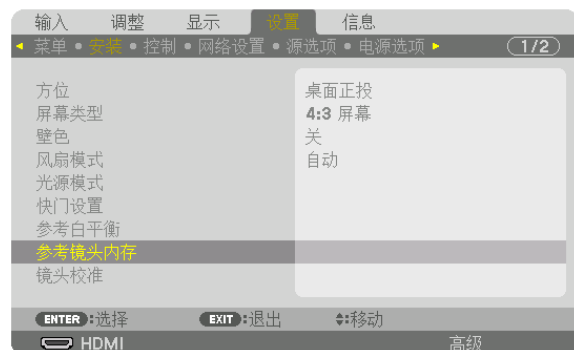 输入 调整 显示 设置 信息
菜单 • 安装 • 控制 • 网络设置 • 源选项 • 电源选项 1/2
方位 桌面正投
屏幕类型 4:3 屏幕
壁色 关
风扇模式 自动
光源模式
快门设置
参考白平衡
参考镜头内存
镜头校准
ENTER:选择 EXIT:退出 :移动
HDMI 高级